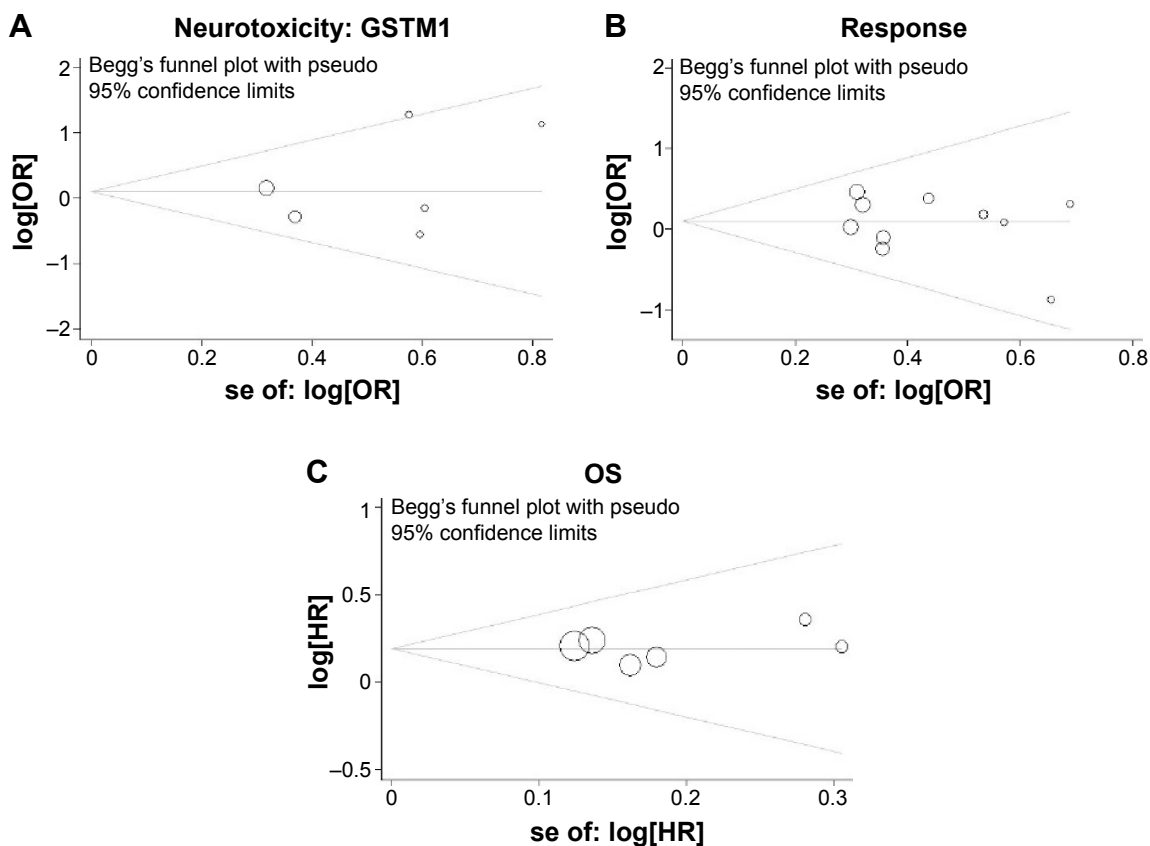 A
Neurotoxicity: GSTM1
Begg's funnel plot with pseudo
95% confidence limits
2
1
0
–1
–2
log[OR]
0
0.2
0.4
0.6
0.8
se of: log[OR]
B
Response
Begg's funnel plot with pseudo
95% confidence limits
2
1
0
–1
log[OR]
0
0.2
0.4
0.6
0.8
se of: log[OR]
C
OS
Begg's funnel plot with pseudo
95% confidence limits
1
0.5
0
–0.5
log[HR]
0
0.1
0.2
0.3
se of: log[HR]